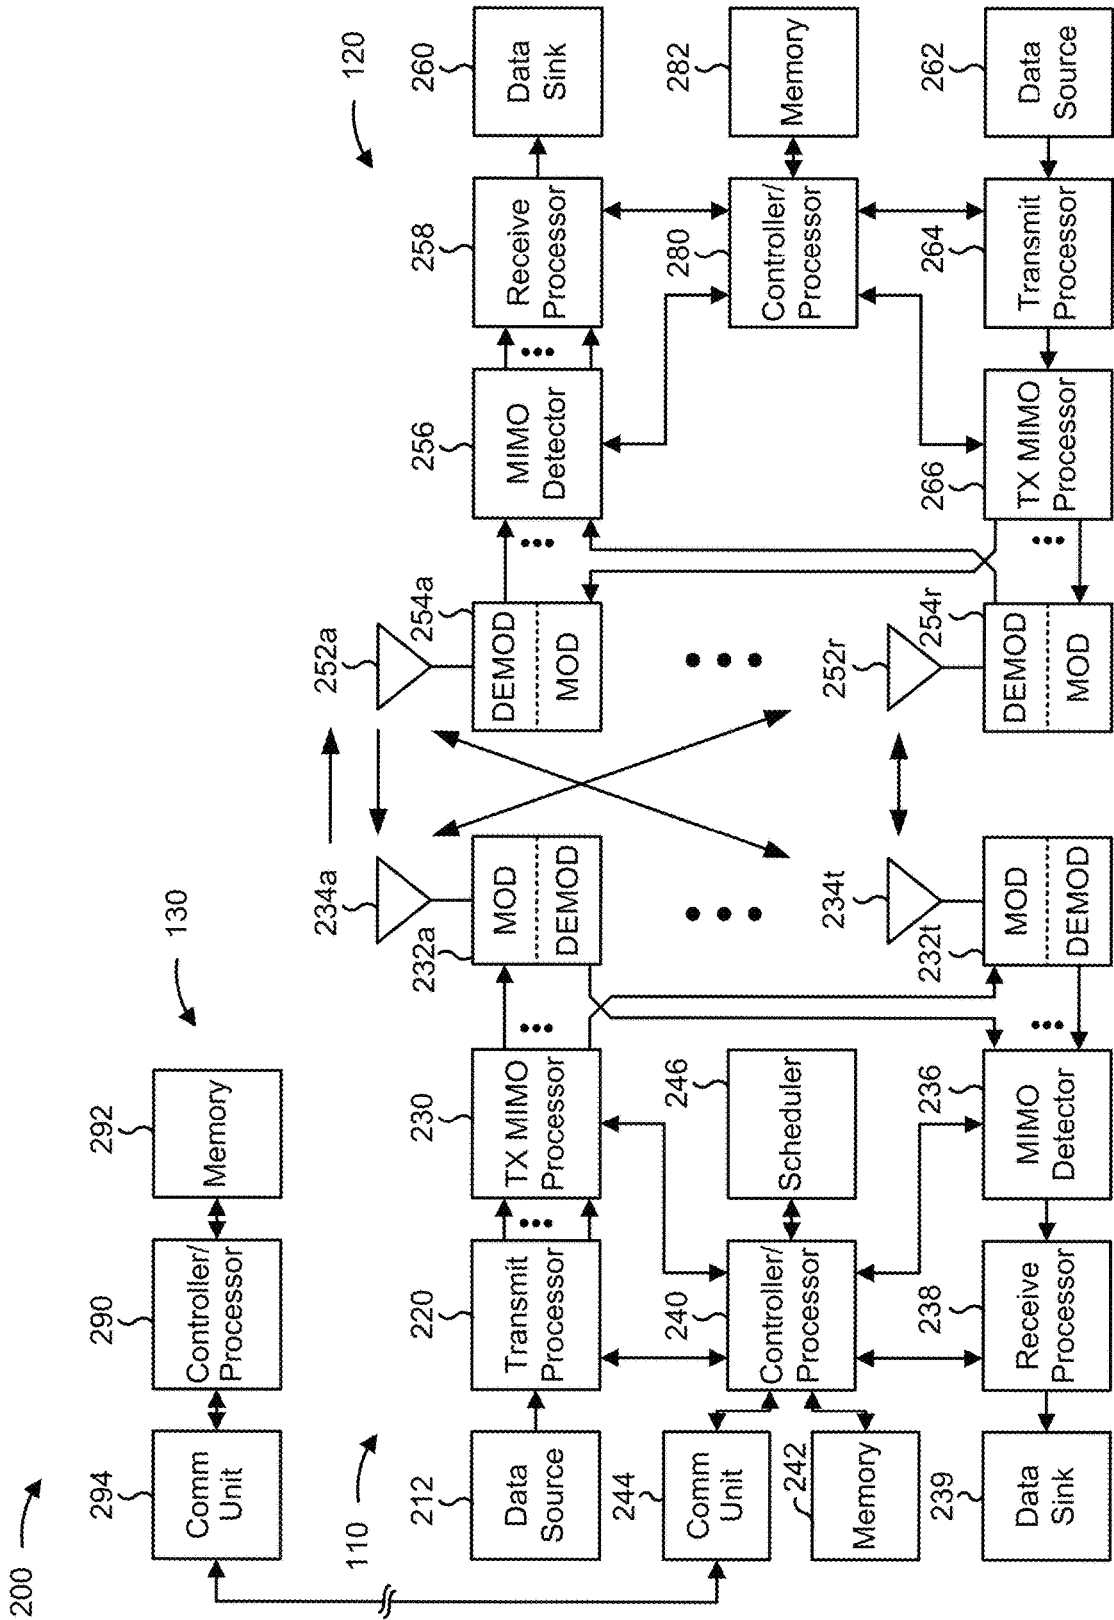 200
294
Comm
Unit
290
Controller/
Processor
292
Memory
130
110
120
212
Data
Source
220
Transmit
Processor
230
TX MIMO
Processor
232a
MOD
DEMOD
234a
252a
254a
DEMOD
MOD
256
MIMO
Detector
258
Receive
Processor
260
Data
Sink
244
Comm
Unit
242
Memory
240
Controller/
Processor
246
Scheduler
280
Controller/
Processor
282
Memory
239
Data
Sink
238
Receive
Processor
236
MIMO
Detector
232t
MOD
DEMOD
234t
252r
254r
DEMOD
MOD
266
TX MIMO
Processor
264
Transmit
Processor
262
Data
Source